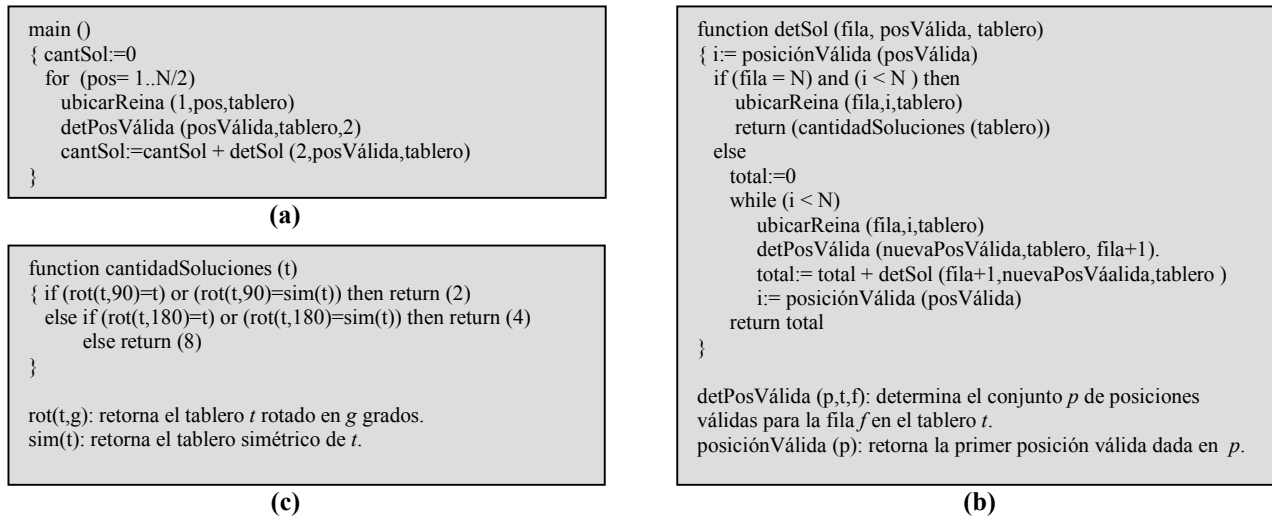 main ()
{ cantSol:=0
for (pos= 1..N/2)
ubicarReina (1,pos,tablero)
detPosVálida (posVálida,tablero,2)
cantSol:=cantSol + detSol (2,posVálida,tablero)
}
(a)
function cantidadSoluciones (t)
{ if (rot(t,90)=t) or (rot(t,90)=sim(t)) then return (2)
else if (rot(t,180)=t) or (rot(t,180)=sim(t)) then return (4)
else return (8)
}
rot(t,g): retorna el tablero t rotado en g grados.
sim(t): retorna el tablero simétrico de t.
(c)
function detSol (fila, posVálida, tablero)
{ i:= posiciónVálida (posVálida)
if (fila = N) and (i < N ) then
ubicarReina (fila,i,tablero)
return (cantidadSoluciones (tablero))
else
total:=0
while (i < N)
ubicarReina (fila,i,tablero)
detPosVálida (nuevaPosVálida,tablero, fila+1).
total:= total + detSol (fila+1,nuevaPosVáalida,tablero )
i:= posiciónVálida (posVálida)
return total
}
detPosVálida (p,t,f): determina el conjunto p de posiciones
válidas para la fila f en el tablero t.
posiciónVálida (p): retorna la primer posición válida dada en p.
(b)